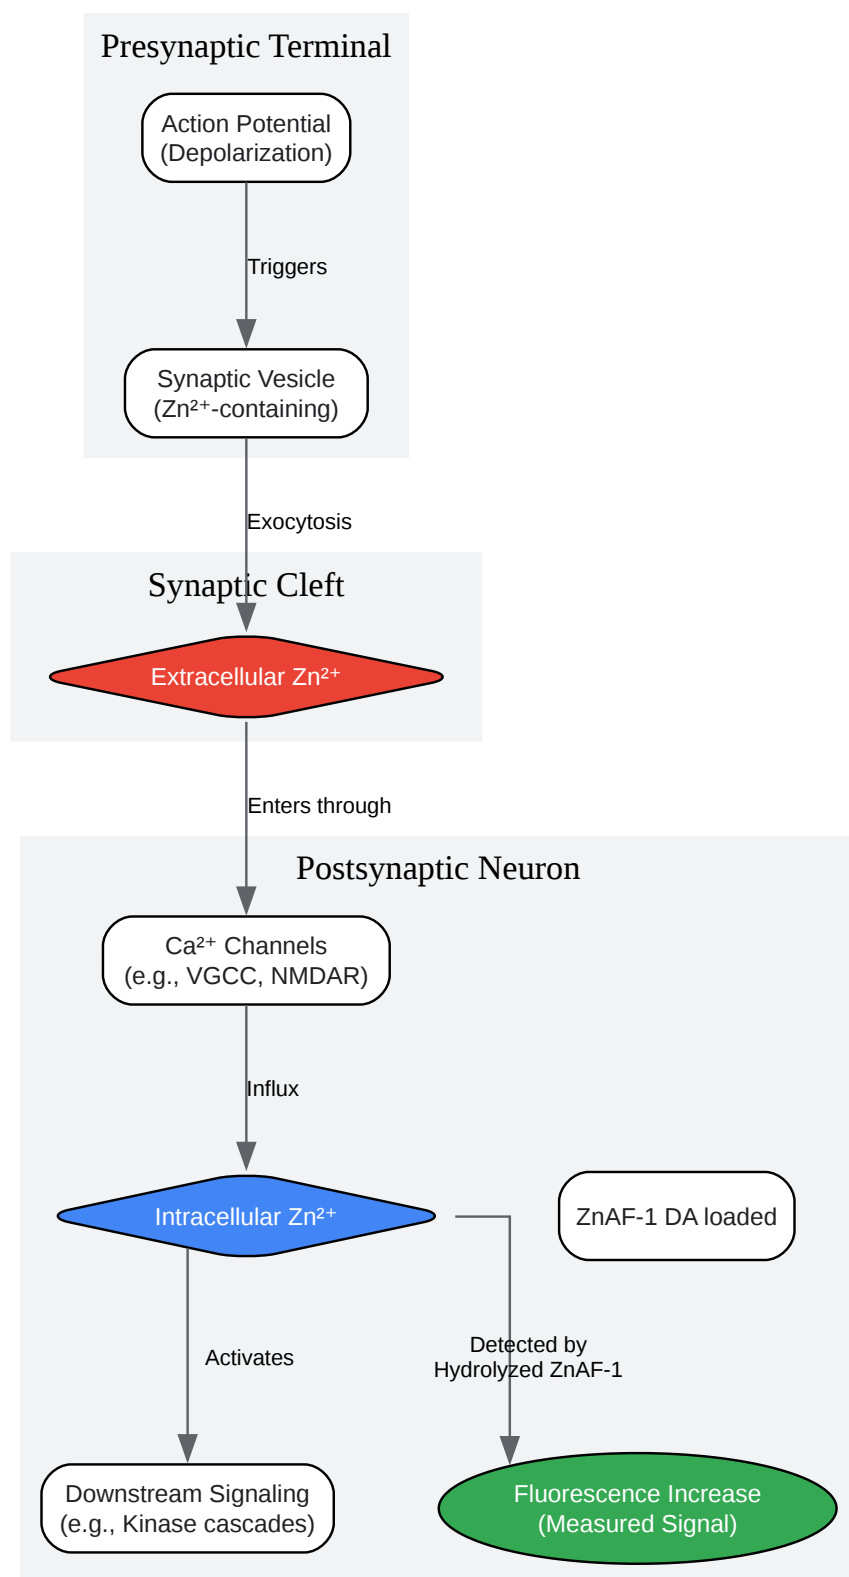 Presynaptic Terminal
Action Potential
(Depolarization)
Triggers
Synaptic Vesicle
(Zn²⁺-containing)
Exocytosis
Synaptic Cleft
Extracellular Zn²⁺
Enters through
Postsynaptic Neuron
Ca²⁺ Channels
(e.g., VGCC, NMDAR)
Influx
Intracellular Zn²⁺
ZnAF-1 DA loaded
Activates
Detected by
Hydrolyzed ZnAF-1
Downstream Signaling
(e.g., Kinase cascades)
Fluorescence Increase
(Measured Signal)